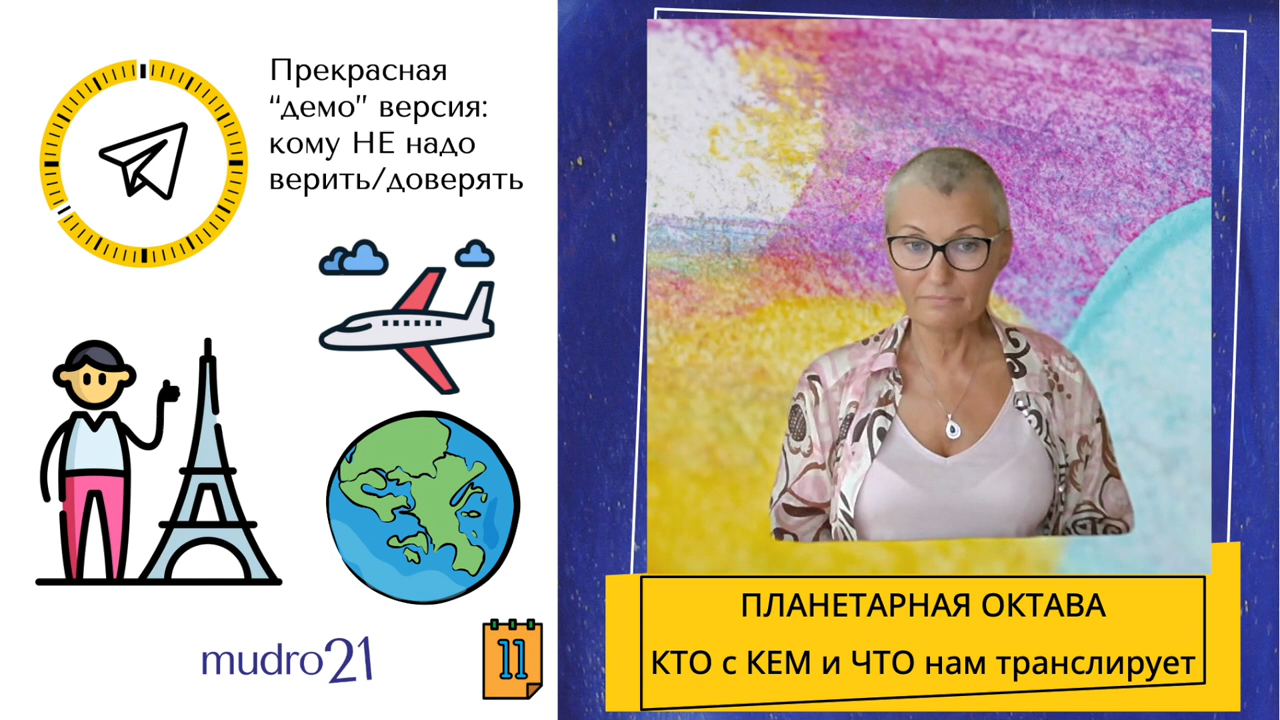 Прекрасная
“демо” версия:
кому НЕ надо
верить/доверять
mudro21
11
ПЛАНЕТАРНАЯ ОКТАВА
КТО с КЕМ и ЧТО нам транслирует